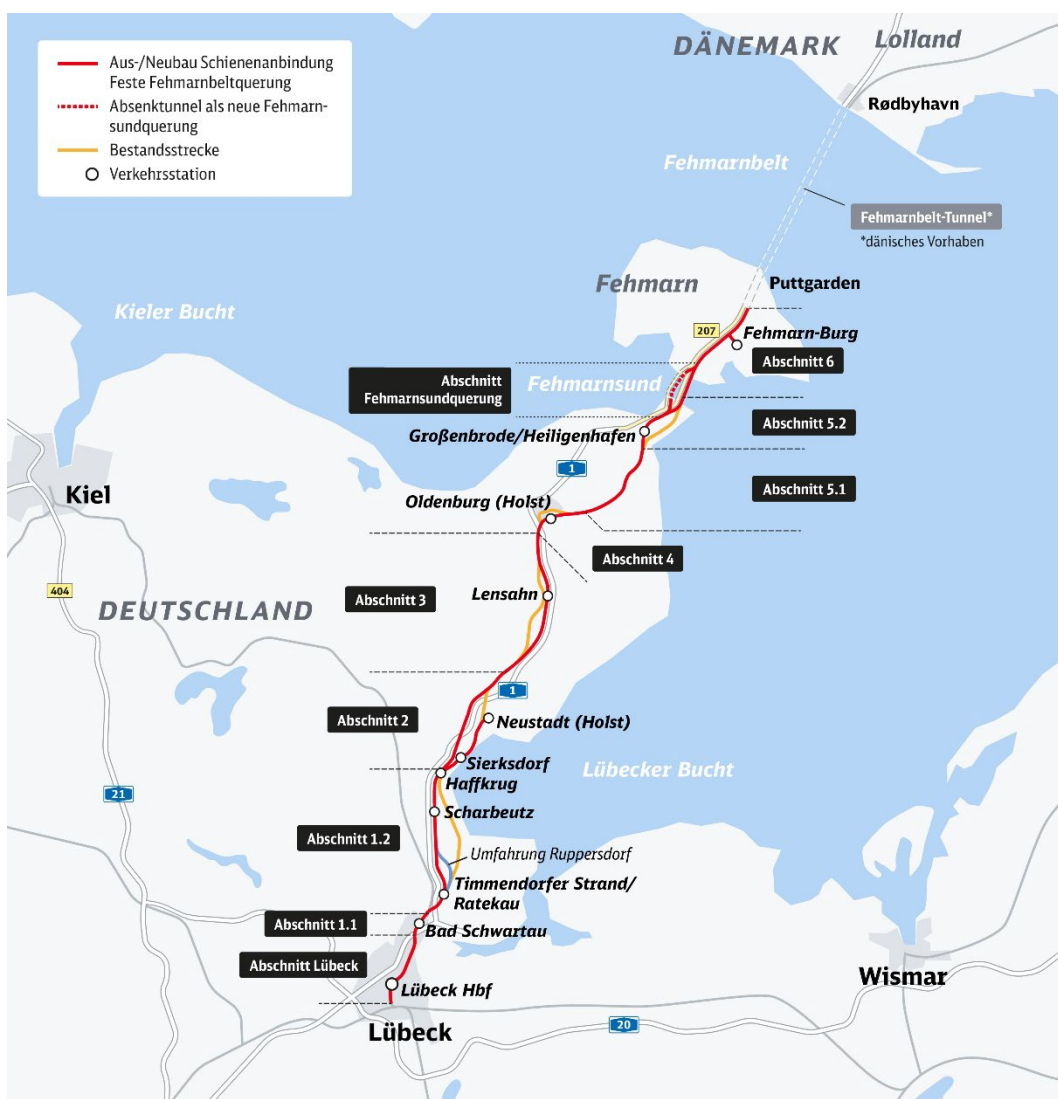 Aus-/Neubau Schienenanbindung
Feste Fehmarnbeltquerung
Absenktunnel als neue Fehmarn-
sundquerung
Bestandsstrecke
Verkehrsstation
DÄNEMARK
Lolland
Rødbyhavn
Fehmarnbelt
Fehmarnbelt-Tunnel*
*dänisches Vorhaben
Fehmarn
Puttgarden
Kieler Bucht
207
Fehmarn-Burg
Abschnitt 6
Abschnitt
Fehmarnsundquerung
Fehmarnsund
Abschnitt 5.2
Großenbrode/Heiligenhafen
1
Abschnitt 5.1
Kiel
Oldenburg (Holst)
Abschnitt 4
404
Abschnitt 3
Lensahn
DEUTSCHLAND
1
Abschnitt 2
Neustadt (Holst)
Sierksdorf
Haffkrug
Lübecker Bucht
21
Scharbeutz
Abschnitt 1.2
Umfahrung Ruppersdorf
Timmendorfer Strand/
Ratekau
Abschnitt 1.1
Bad Schwartau
Abschnitt Lübeck
Wismar
Lübeck Hbf
20
Lübeck